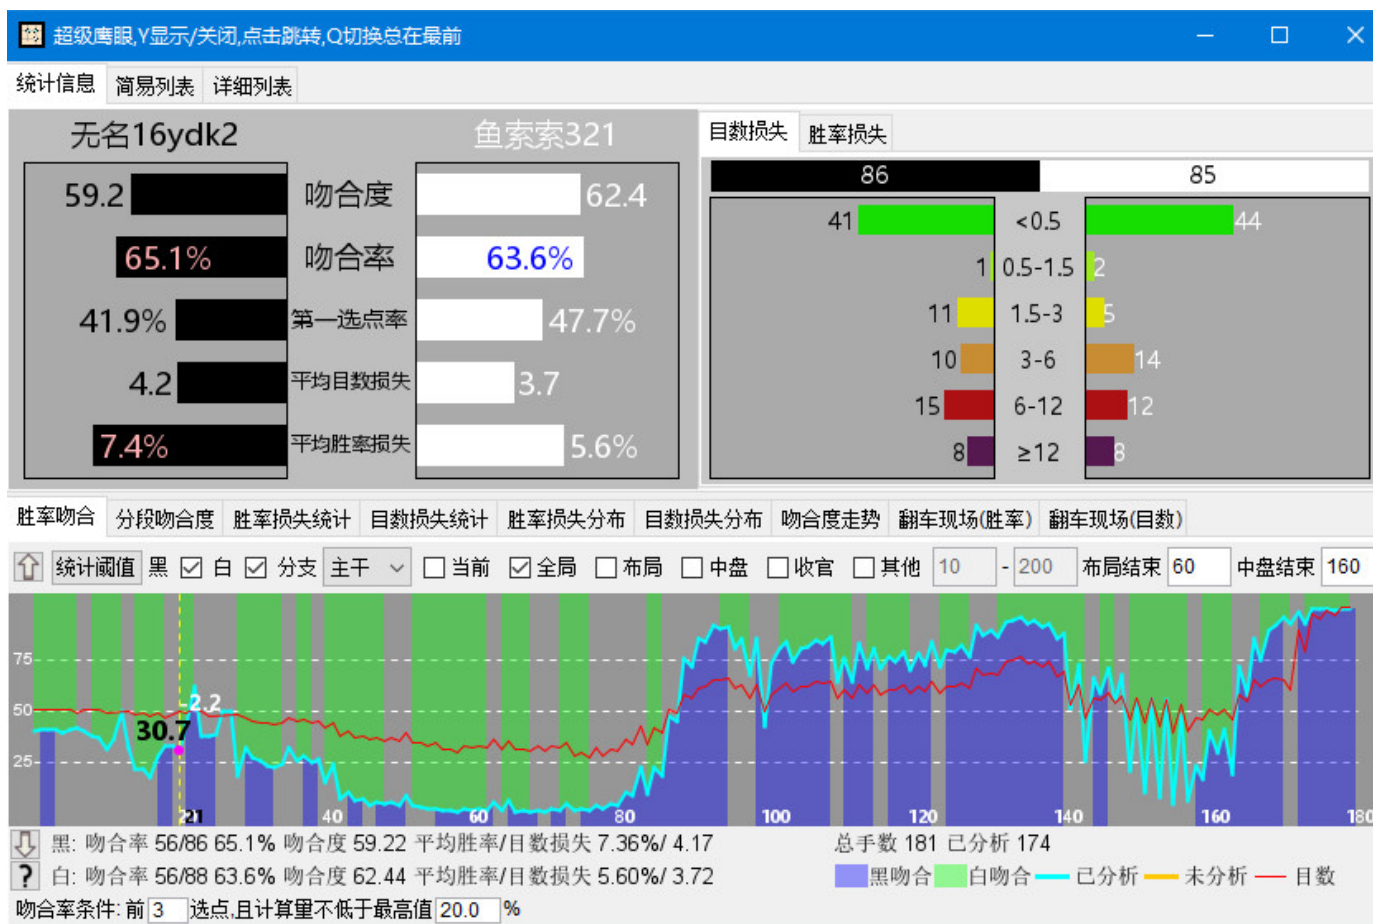 超级鹰眼,Y显示/关闭,点击跳转,Q切换总在最前
统计信息 简易列表 详细列表
无名16ydk2 鱼索索321
59.2 吻合度 62.4
65.1% 吻合率 63.6%
41.9% 第一选点率 47.7%
4.2 平均目数损失 3.7
7.4% 平均胜率损失 5.6%
目数损失 胜率损失
86 85
41 <0.5 44
1 0.5-1.5 2
11 1.5-3 5
10 3-6 14
15 6-12 12
8 ≥12 8
胜率吻合 分段吻合度 胜率损失统计 目数损失统计 胜率损失分布 目数损失分布 吻合度走势 翻车现场(胜率) 翻车现场(目数)
统计阈值 黑 白 分支 主干 当前 全局 布局 中盘 收官 其他 10 - 200 布局结束 60 中盘结束 160
75
50
25
-2.2
30.7
21 40 60 80 100 120 140 160 180
黑: 吻合率 56/86 65.1% 吻合度 59.22 平均胜率/目数损失 7.36%/ 4.17 总手数 181 已分析 174
? 白: 吻合率 56/88 63.6% 吻合度 62.44 平均胜率/目数损失 5.60%/ 3.72 黑吻合 白吻合 已分析 未分析 目数
吻合率条件: 前 3 选点,且计算量不低于最高值 20.0 %